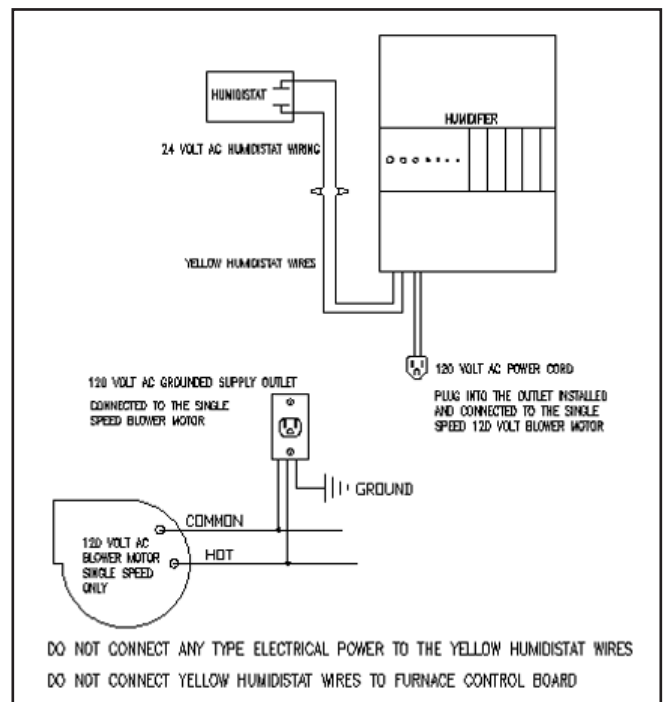 HUMIDISTAT
HUMIDIFIER
24 VOLT AC HUMIDISTAT WIRING
YELLOW HUMIDISTAT WIRES
120 VOLT AC GROUNDED SUPPLY OUTLET
CONNECTED TO THE SINGLE
SPEED BLOWER MOTOR
120 VOLT AC POWER CORD
PLUG INTO THE OUTLET INSTALLED
AND CONNECTED TO THE SINGLE
SPEED 120 VOLT BLOWER MOTOR
GROUND
COMMON
HOT
120 VOLT AC
BLOWER MOTOR
SINGLE SPEED
ONLY
DO NOT CONNECT ANY TYPE ELECTRICAL POWER TO THE YELLOW HUMIDISTAT WIRES
DO NOT CONNECT YELLOW HUMIDISTAT WIRES TO FURNACE CONTROL BOARD